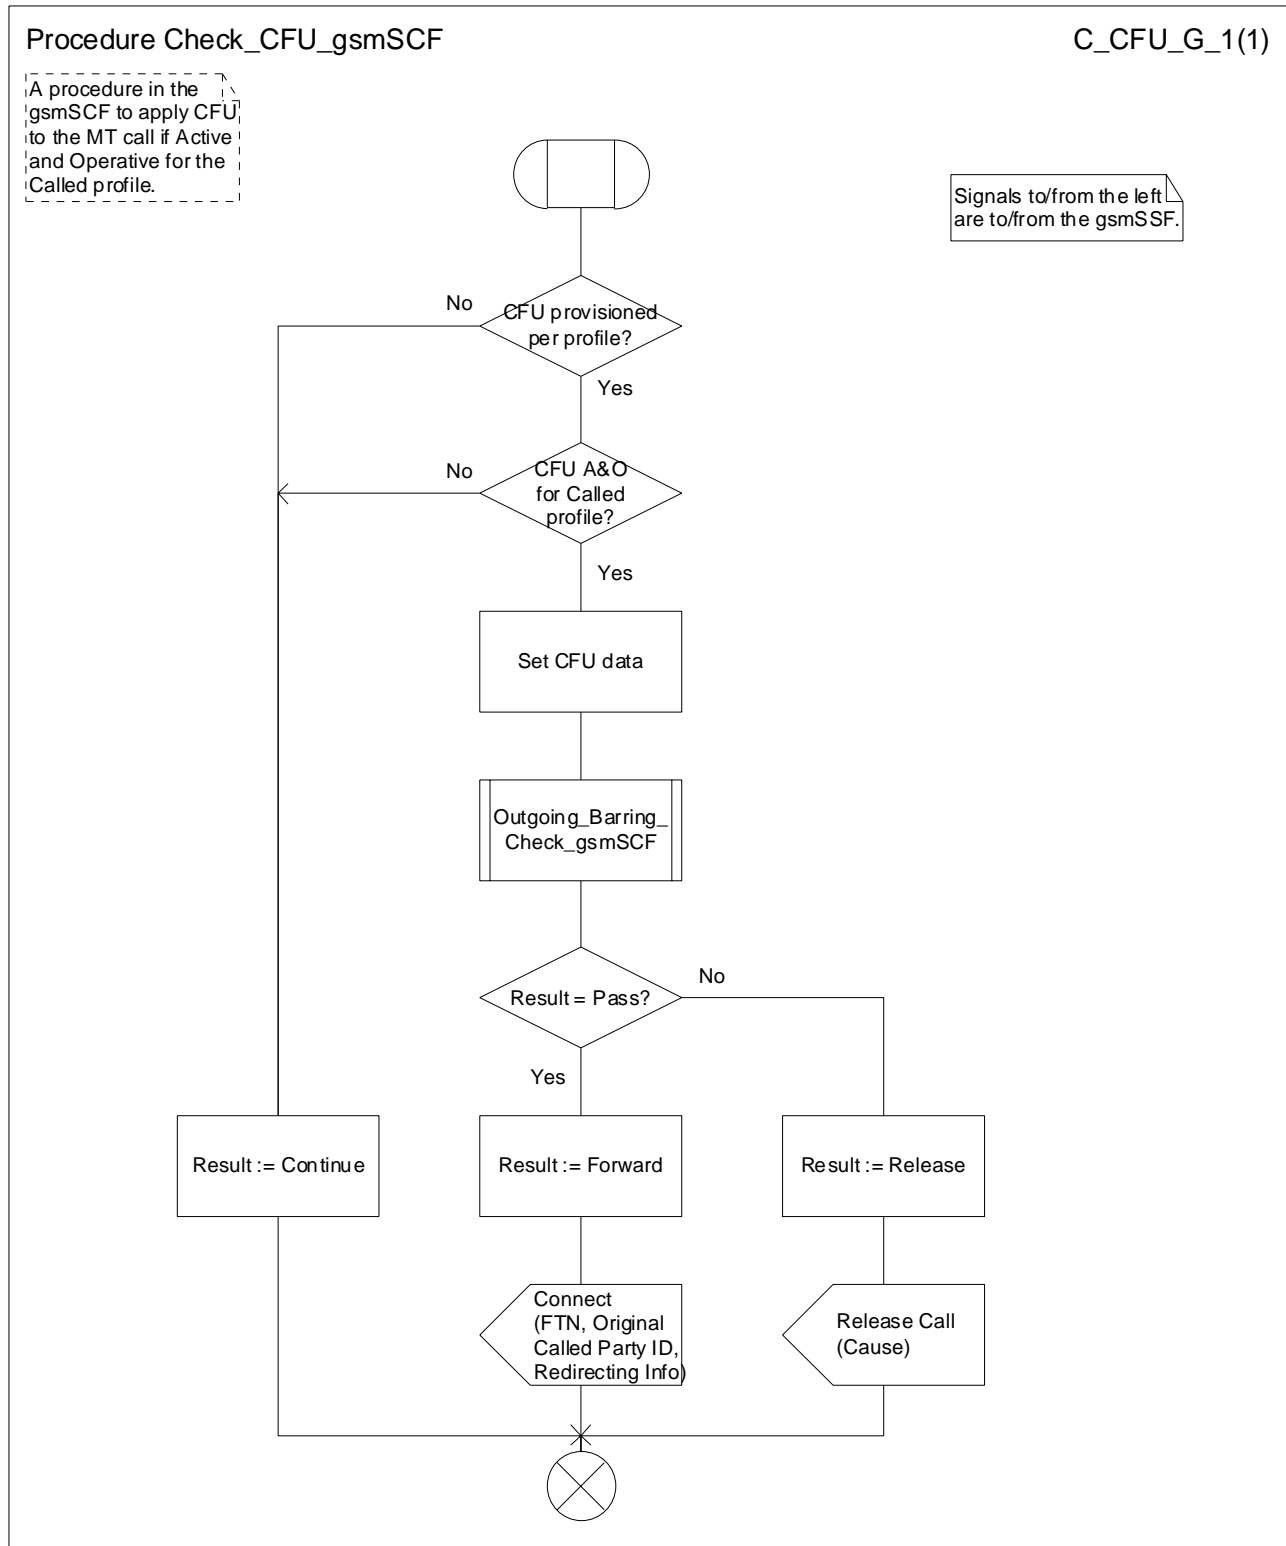 Procedure Check_CFU_gsmSCF
C_CFU_G_1(1)
A procedure in the
gsmSCF to apply CFU
to the MT call if Active
and Operative for the
Called profile.
Signals to/from the left
are to/from the gsmSSF.
No
CFU provisioned
per profile?
Yes
No
CFU A&O
for Called
profile?
Yes
Set CFU data
Outgoing_Barring_
Check_gsmSCF
No
Result = Pass?
Yes
Result := Continue
Result := Forward
Result := Release
Connect
(FTN, Original
Called Party ID,
Redirecting Info)
Release Call
(Cause)